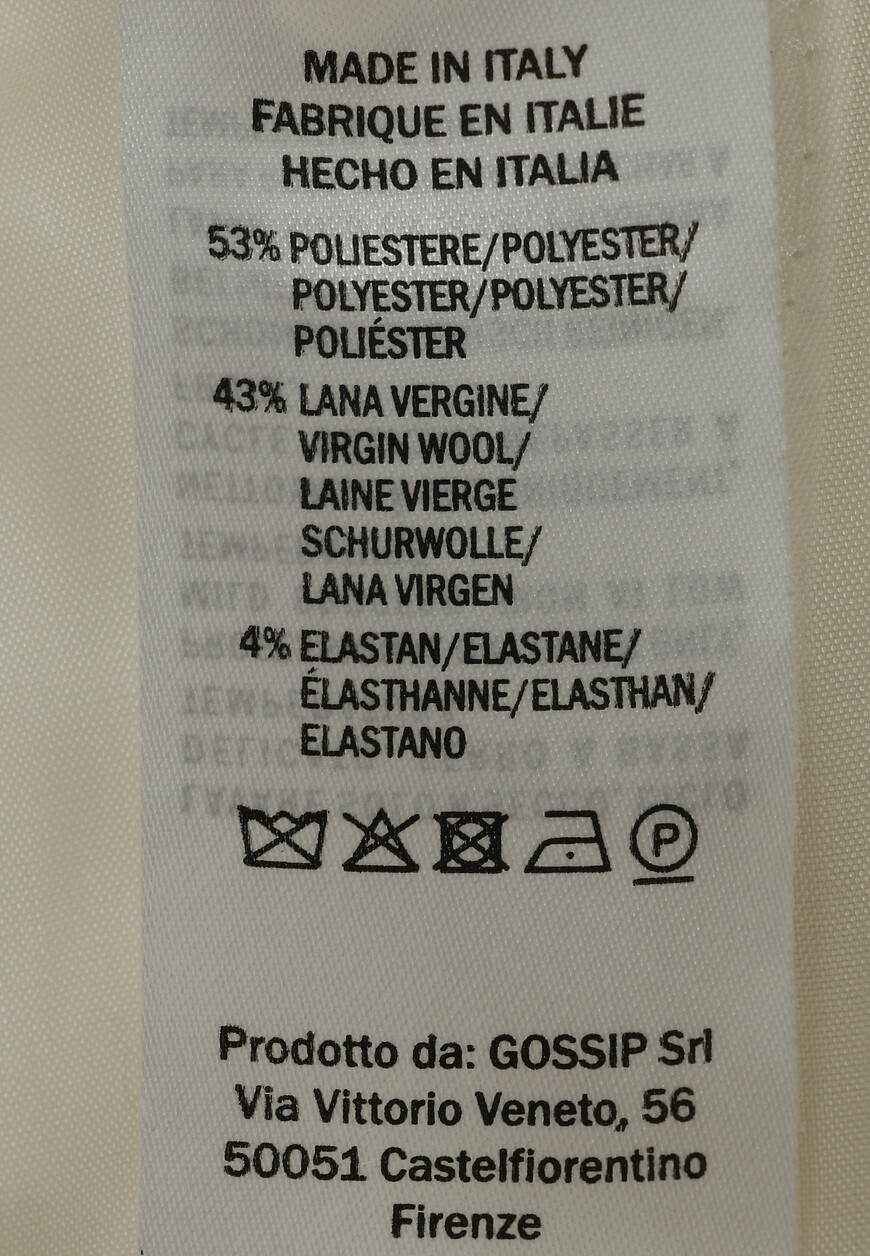 MADE IN ITALY
FABRIQUE EN ITALIE
HECHO EN ITALIA
53% POLIESTERE/POLYESTER/
POLYESTER/POLYESTER/
POLIÉSTER
43% LANA VERGINE/
VIRGIN WOOL/
LAINE VIERGE
SCHURWOLLE/
LANA VIRGEN
4% ELASTAN/ELASTANE/
ÉLASTHANNE/ELASTHAN/
ELASTANO
P
Prodotto da: GOSSIP Srl
Via Vittorio Veneto, 56
50051 Castelfiorentino
Firenze